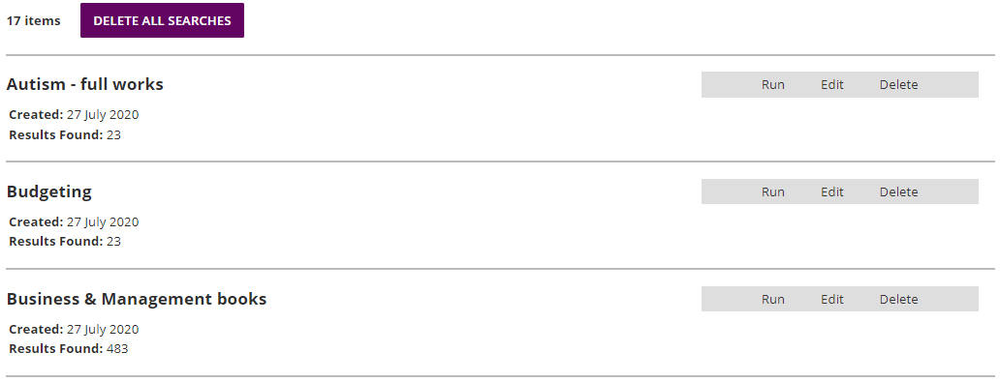 17 items DELETE ALL SEARCHES
Autism - full works Run Edit Delete
Created: 27 July 2020
Results Found: 23
Budgeting Run Edit Delete
Created: 27 July 2020
Results Found: 23
Business & Management books Run Edit Delete
Created: 27 July 2020
Results Found: 483